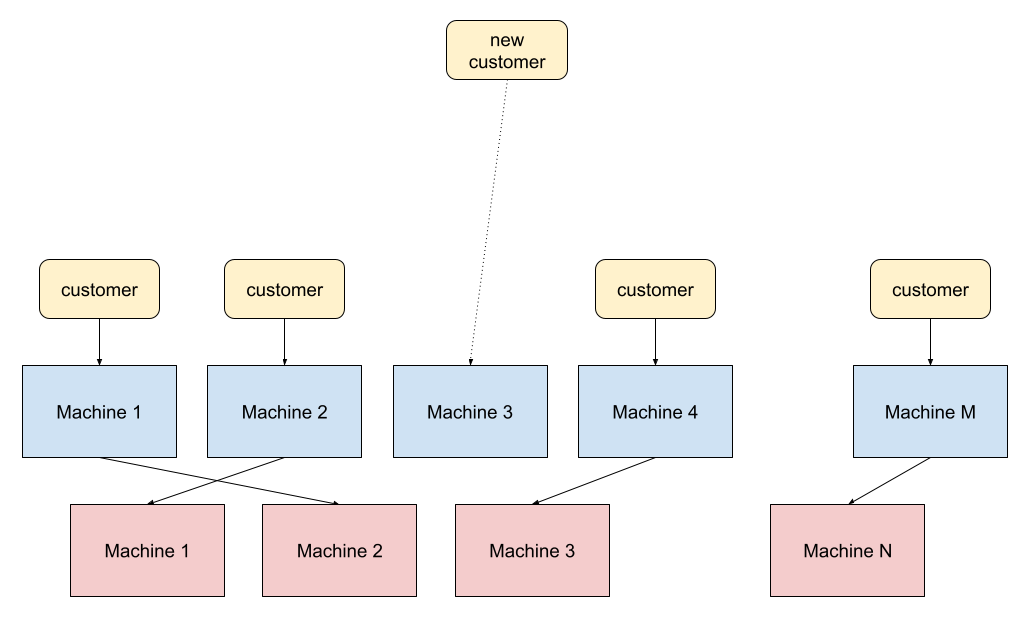 new
customer
customer
customer
customer
customer
Machine 1
Machine 2
Machine 3
Machine 4
Machine M
Machine 1
Machine 2
Machine 3
Machine N